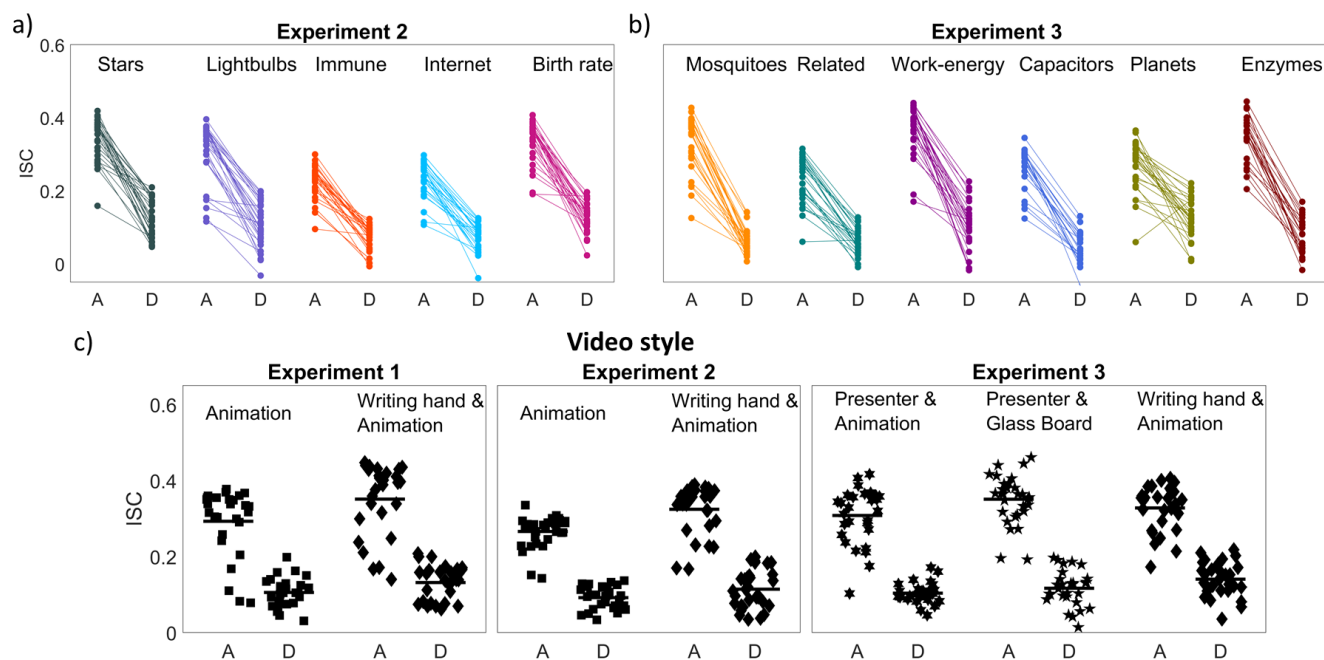 a)
Experiment 2
b)
Experiment 3
0.6
Stars
Lightbulbs
Immune
Internet
Birth rate
Mosquitoes
Related
Work-energy
Capacitors
Planets
Enzymes
0.4
ISC
0.2
0
A D A D A D A D A D
A D A D A D A D A D A D
c)
Video style
Experiment 1
Experiment 2
Experiment 3
0.6
Animation
Writing hand &
Animation
Animation
Writing hand &
Animation
Presenter &
Animation
Presenter &
Glass Board
Writing hand &
Animation
0.4
ISC
0.2
0
A D A D
A D A D
A D A D A D